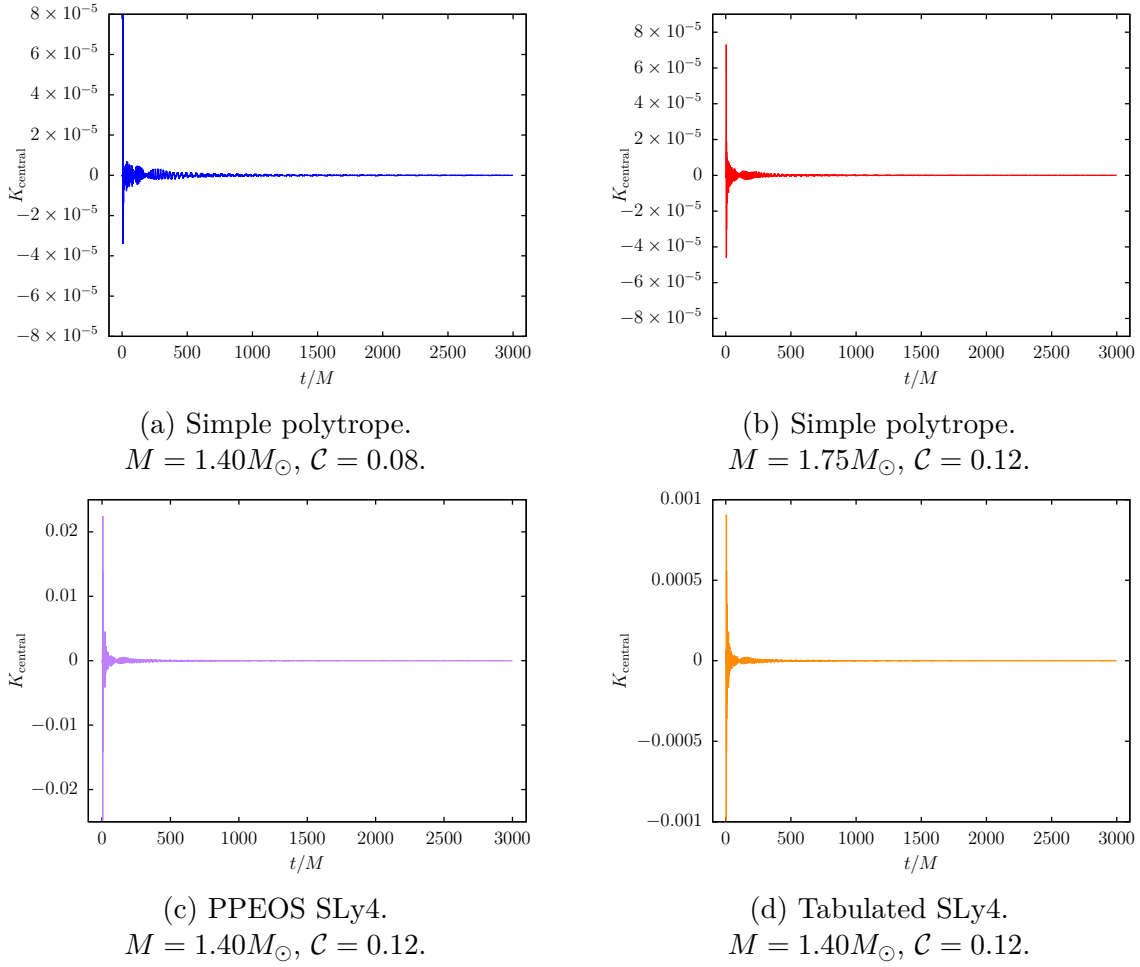 8 × 10⁻⁵
6 × 10⁻⁵
4 × 10⁻⁵
2 × 10⁻⁵
0
−2 × 10⁻⁵
−4 × 10⁻⁵
−6 × 10⁻⁵
−8 × 10⁻⁵
K_central
0 500 1000 1500 2000 2500 3000
t/M
(a) Simple polytrope.
M = 1.40M⊙, 𝒞 = 0.08.
8 × 10⁻⁵
6 × 10⁻⁵
4 × 10⁻⁵
2 × 10⁻⁵
0
−2 × 10⁻⁵
−4 × 10⁻⁵
−6 × 10⁻⁵
−8 × 10⁻⁵
K_central
0 500 1000 1500 2000 2500 3000
t/M
(b) Simple polytrope.
M = 1.75M⊙, 𝒞 = 0.12.
0.02
0.01
0
−0.01
−0.02
K_central
0 500 1000 1500 2000 2500 3000
t/M
(c) PPEOS SLy4.
M = 1.40M⊙, 𝒞 = 0.12.
0.001
0.0005
0
−0.0005
−0.001
K_central
0 500 1000 1500 2000 2500 3000
t/M
(d) Tabulated SLy4.
M = 1.40M⊙, 𝒞 = 0.12.